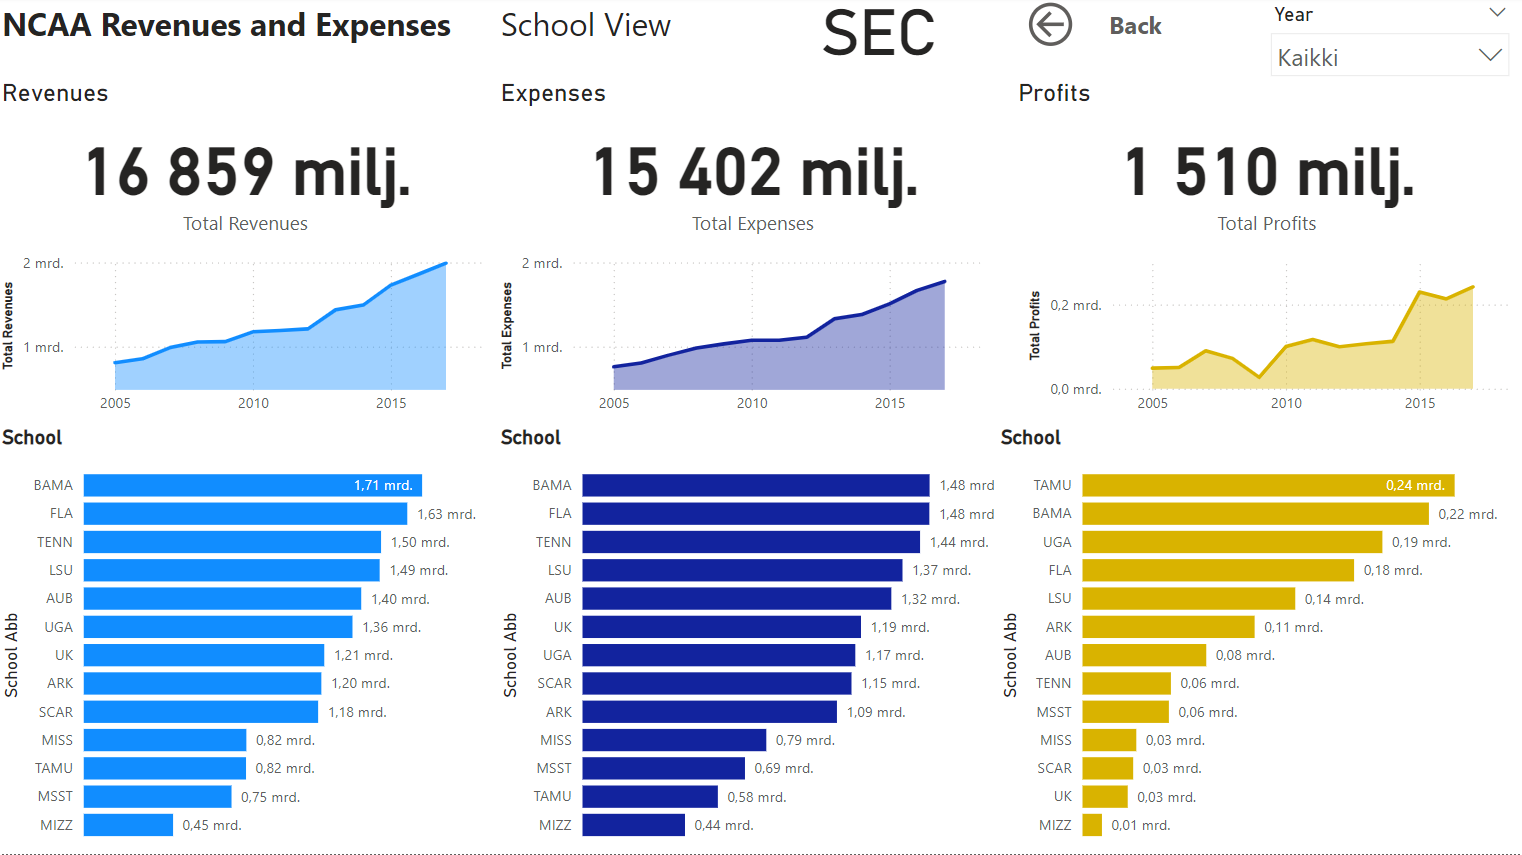 NCAA Revenues and Expenses
School View
SEC
Back
Year
Kaikki
Revenues
16 859 milj.
Total Revenues
Total Revenues
2 mrd.
1 mrd.
2005 2010 2015
Expenses
15 402 milj.
Total Expenses
Total Expenses
2 mrd.
1 mrd.
2005 2010 2015
Profits
1 510 milj.
Total Profits
Total Profits
0,2 mrd.
0,0 mrd.
2005 2010 2015
School
School Abb
BAMA 1,71 mrd.
FLA 1,63 mrd.
TENN 1,50 mrd.
LSU 1,49 mrd.
AUB 1,40 mrd.
UGA 1,36 mrd.
UK 1,21 mrd.
ARK 1,20 mrd.
SCAR 1,18 mrd.
MISS 0,82 mrd.
TAMU 0,82 mrd.
MSST 0,75 mrd.
MIZZ 0,45 mrd.
School
School Abb
BAMA 1,48 mrd
FLA 1,48 mrd
TENN 1,44 mrd.
LSU 1,37 mrd.
AUB 1,32 mrd.
UK 1,19 mrd.
UGA 1,17 mrd.
SCAR 1,15 mrd.
ARK 1,09 mrd.
MISS 0,79 mrd.
MSST 0,69 mrd.
TAMU 0,58 mrd.
MIZZ 0,44 mrd.
School
School Abb
TAMU 0,24 mrd.
BAMA 0,22 mrd.
UGA 0,19 mrd.
FLA 0,18 mrd.
LSU 0,14 mrd.
ARK 0,11 mrd.
AUB 0,08 mrd.
TENN 0,06 mrd.
MSST 0,06 mrd.
MISS 0,03 mrd.
SCAR 0,03 mrd.
UK 0,03 mrd.
MIZZ 0,01 mrd.